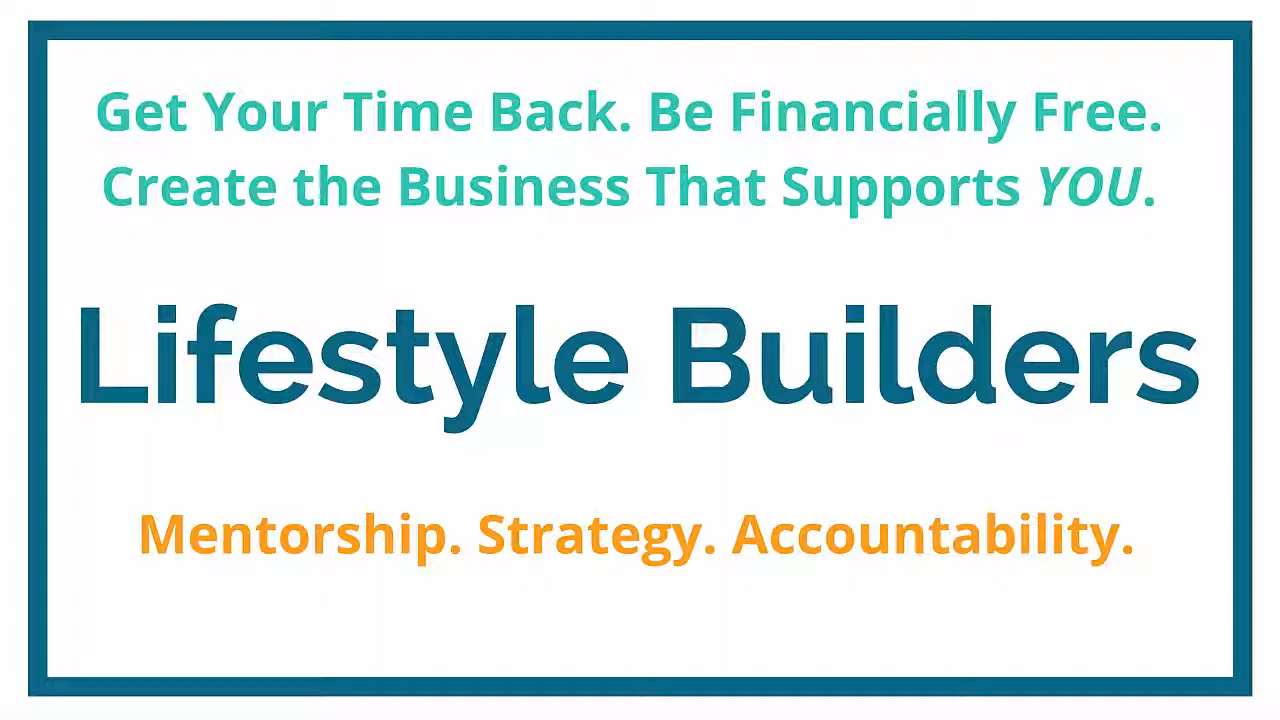 Get Your Time Back. Be Financially Free.
Create the Business That Supports YOU.
Lifestyle Builders
Mentorship. Strategy. Accountability.